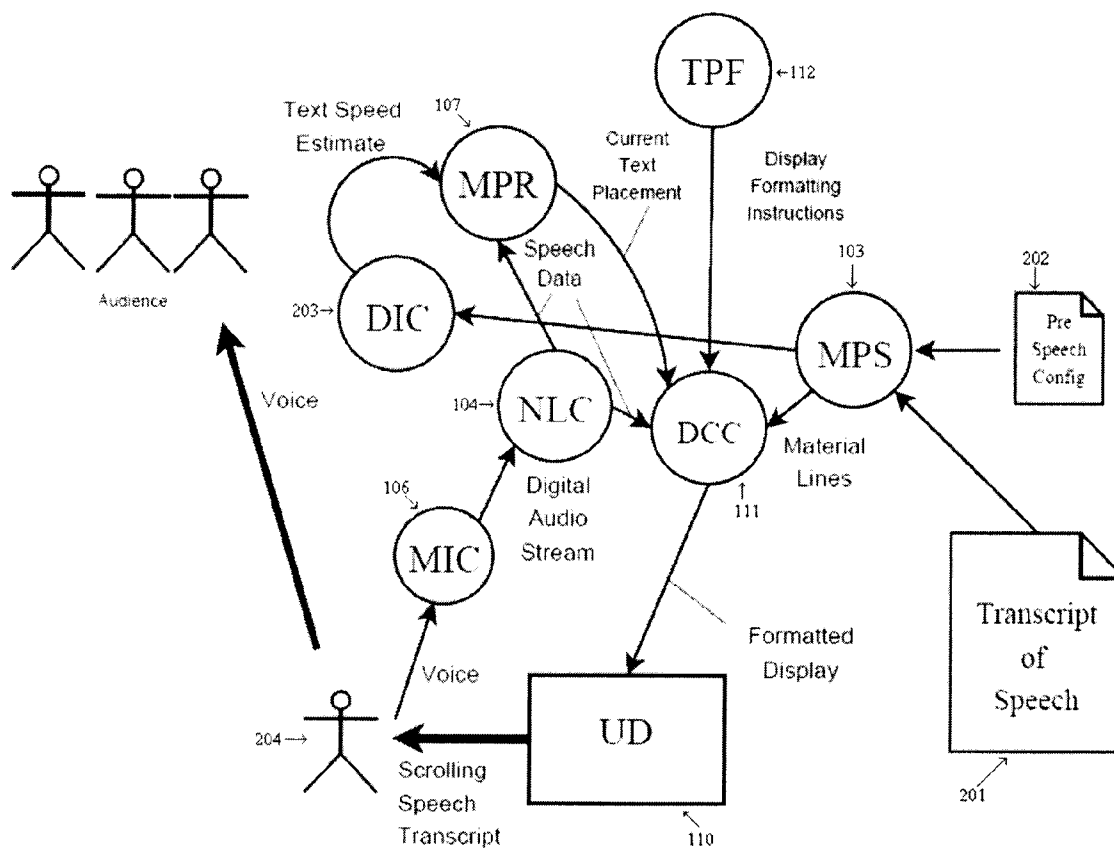 TPF
←112
107
Text Speed
Estimate
MPR
Current
Text
Placement
Display
Formatting
Instructions
Speech
Data
103
202
Audience
203→
DIC
MPS
Pre
Speech
Config
Voice
104→
NLC
DCC
Material
Lines
111
106
MIC
Digital
Audio
Stream
Transcript
of
Speech
Formatted
Display
Voice
204→
UD
Scrolling
Speech
Transcript
110
201